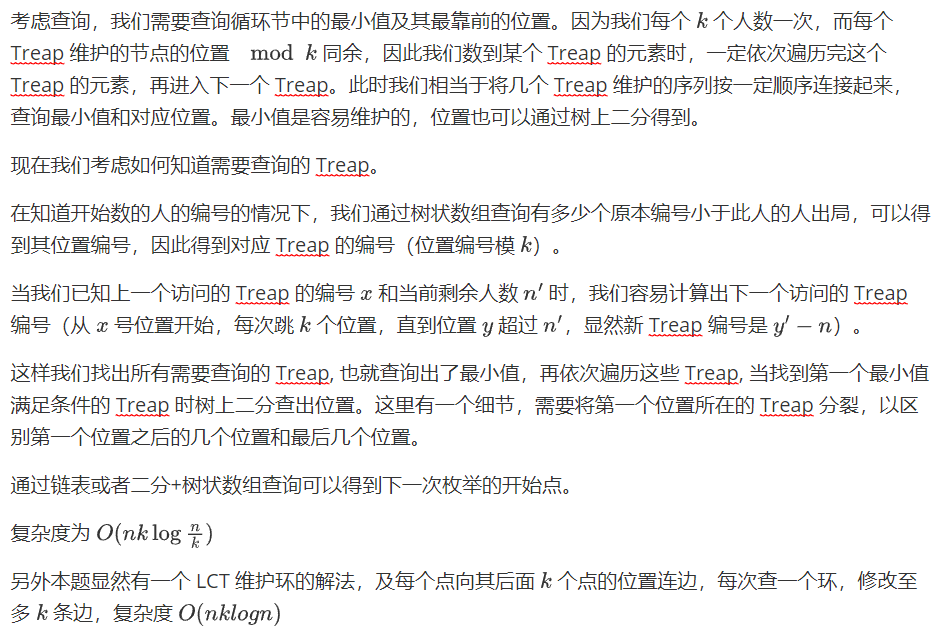 考虑查询，我们需要查询循环节中的最小值及其最靠前的位置。因为我们每个 k 个人数一次，而每个
Treap 维护的节点的位置 mod k 同余，因此我们数到某个 Treap 的元素时，一定依次遍历完这个
Treap 的元素，再进入下一个 Treap。此时我们相当于将几个 Treap 维护的序列按一定顺序连接起来，
查询最小值和对应位置。最小值是容易维护的，位置也可以通过树上二分得到。
现在我们考虑如何知道需要查询的 Treap。
在知道开始数的人的编号的情况下，我们通过树状数组查询有多少个原本编号小于此人的人出局，可以得
到其位置编号，因此得到对应 Treap 的编号（位置编号模 k）。
当我们已知上一个访问的 Treap 的编号 x 和当前剩余人数 n′ 时，我们容易计算出下一个访问的 Treap
编号（从 x 号位置开始，每次跳 k 个位置，直到位置 y 超过 n′，显然新 Treap 编号是 y′ − n）。
这样我们找出所有需要查询的 Treap, 也就查询出了最小值，再依次遍历这些 Treap, 当找到第一个最小值
满足条件的 Treap 时树上二分查出位置。这里有一个细节，需要将第一个位置所在的 Treap 分裂，以区
别第一个位置之后的几个位置和最后几个位置。
通过链表或者二分+树状数组查询可以得到下一次枚举的开始点。
复杂度为 O(nk log n/k)
另外本题显然有一个 LCT 维护环的解法，及每个点向其后面 k 个点的位置连边，每次查一个环，修改至
多 k 条边，复杂度 O(nklogn)